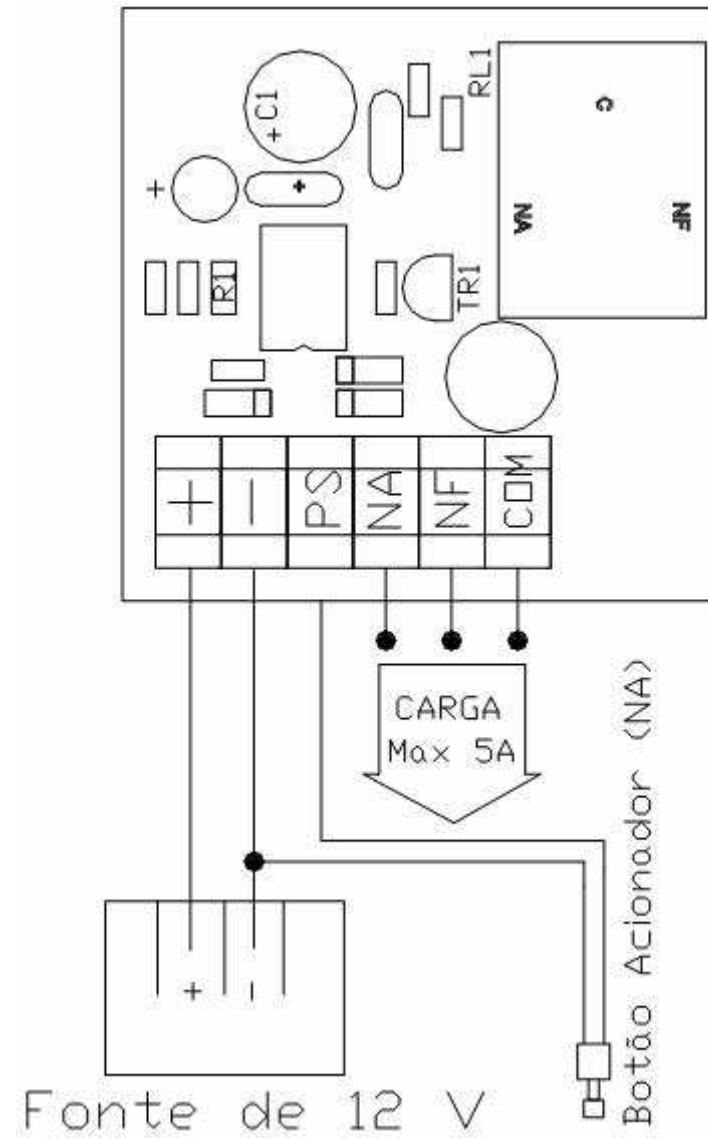 +C1
RL1
C
NA
NF
+
+
R1
TR1
+
-
PS
NA
NF
COM
CARGA
Max 5A
Botão Acionador (NA)
+
-
Fonte de 12 V